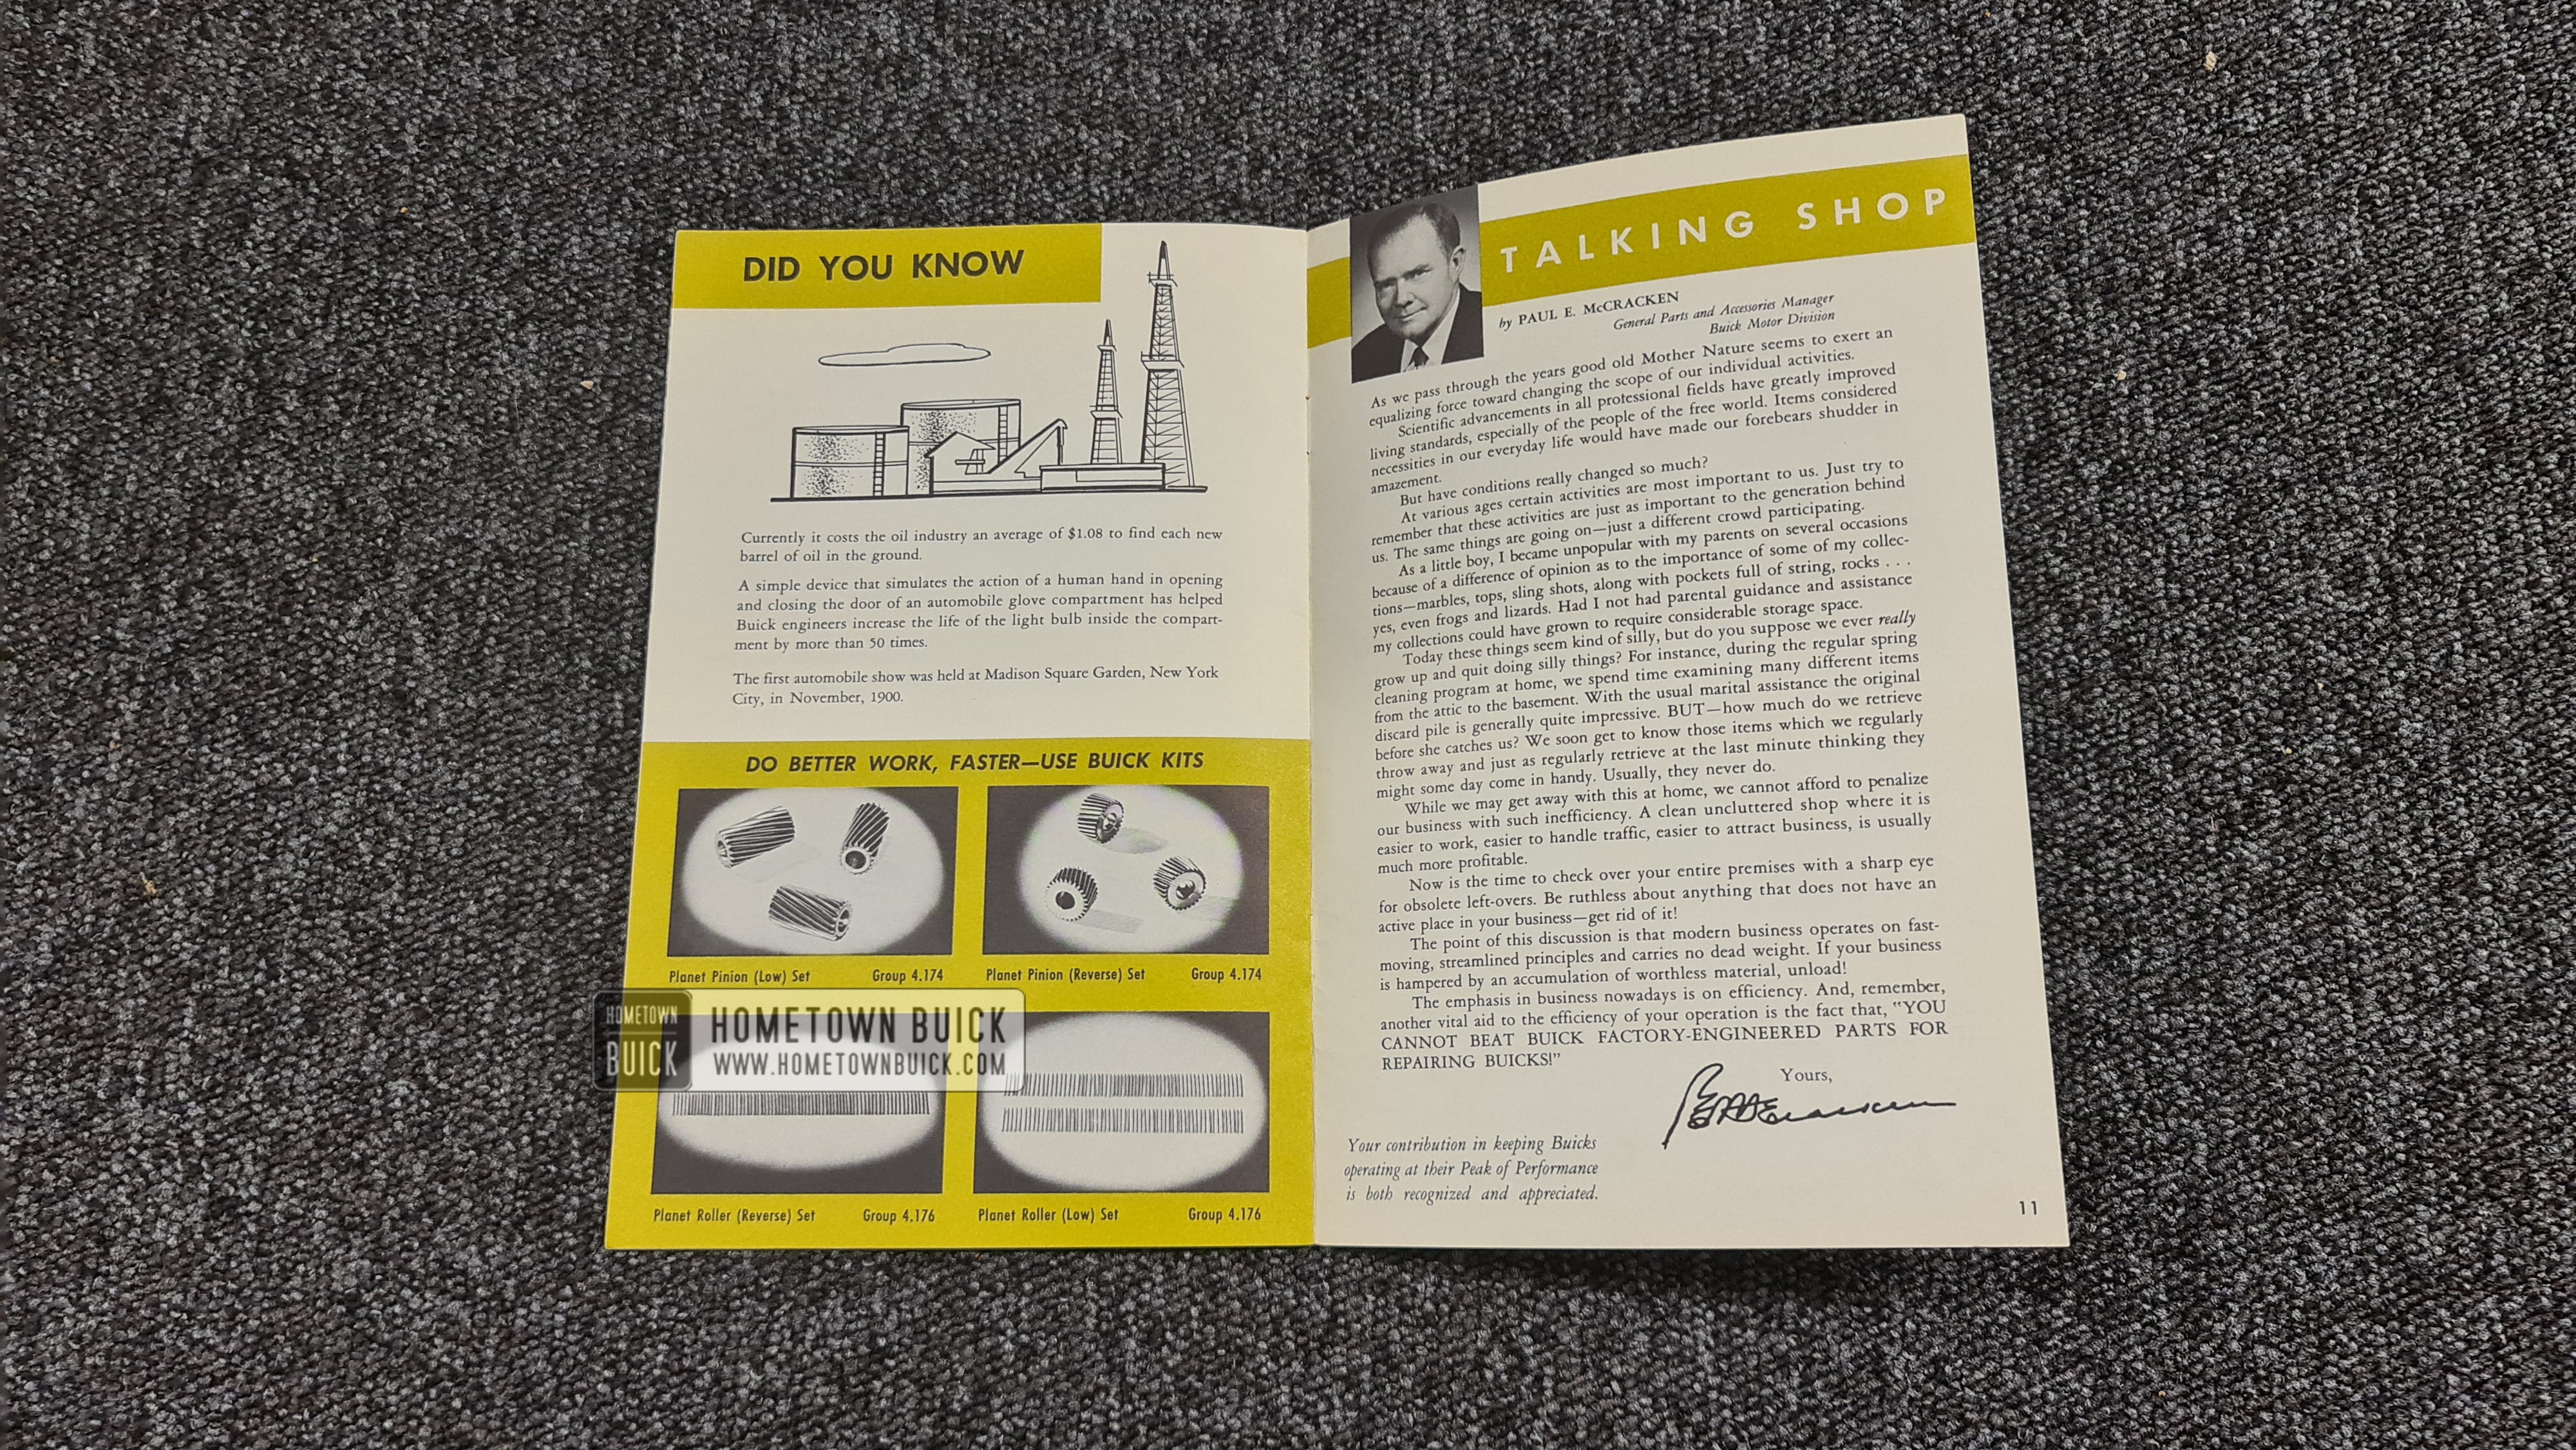 DID YOU KNOW
Currently it costs the oil industry an average of $1.08 to find each new
barrel of oil in the ground.
A simple device that simulates the action of a human hand in opening
and closing the door of an automobile glove compartment has helped
Buick engineers increase the life of the light bulb inside the compart-
ment by more than 50 times.
The first automobile show was held at Madison Square Garden, New York
City, in November, 1900.
DO BETTER WORK, FASTER—USE BUICK KITS
Planet Pinion (Low) Set Group 4.174
Planet Pinion (Reverse) Set Group 4.174
HOMETOWN
BUICK
HOMETOWN BUICK
WWW.HOMETOWNBUICK.COM
Planet Roller (Reverse) Set Group 4.176
Planet Roller (Low) Set Group 4.176
TALKING SHOP
by PAUL E. McCRACKEN
General Parts and Accessories Manager
Buick Motor Division
As we pass through the years good old Mother Nature seems to exert an
equalizing force toward changing the scope of our individual activities.
Scientific advancements in all professional fields have greatly improved
living standards, especially of the people of the free world. Items considered
necessities in our everyday life would have made our forebears shudder in
amazement.
But have conditions really changed so much?
At various ages certain activities are most important to us. Just try to
remember that these activities are just as important to the generation behind
us. The same things are going on—just a different crowd participating.
As a little boy, I became unpopular with my parents on several occasions
because of a difference of opinion as to the importance of some of my collec-
tions—marbles, tops, sling shots, along with pockets full of string, rocks . . .
yes, even frogs and lizards. Had I not had parental guidance and assistance
my collections could have grown to require considerable storage space.
Today these things seem kind of silly, but do you suppose we ever really
grow up and quit doing silly things? For instance, during the regular spring
cleaning program at home, we spend time examining many different items
from the attic to the basement. With the usual marital assistance the original
discard pile is generally quite impressive. BUT—how much do we retrieve
before she catches us? We soon get to know those items which we regularly
throw away and just as regularly retrieve at the last minute thinking they
might some day come in handy. Usually, they never do.
While we may get away with this at home, we cannot afford to penalize
our business with such inefficiency. A clean uncluttered shop where it is
easier to work, easier to handle traffic, easier to attract business, is usually
much more profitable.
Now is the time to check over your entire premises with a sharp eye
for obsolete left-overs. Be ruthless about anything that does not have an
active place in your business—get rid of it!
The point of this discussion is that modern business operates on fast-
moving, streamlined principles and carries no dead weight. If your business
is hampered by an accumulation of worthless material, unload!
The emphasis in business nowadays is on efficiency. And, remember,
another vital aid to the efficiency of your operation is the fact that, "YOU
CANNOT BEAT BUICK FACTORY-ENGINEERED PARTS FOR
REPAIRING BUICKS!"
Yours,
Your contribution in keeping Buicks
operating at their Peak of Performance
is both recognized and appreciated.
11